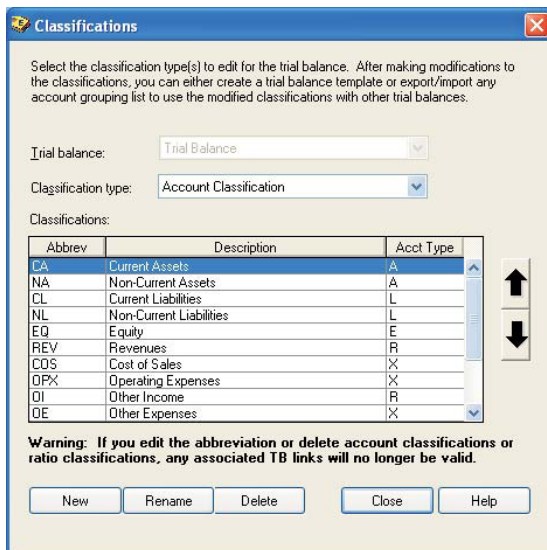 Classifications
Select the classification type(s) to edit for the trial balance. After making modifications to
the classifications, you can either create a trial balance template or export/import any
account grouping list to use the modified classifications with other trial balances.
Trial balance: Trial Balance
Classification type: Account Classification
Classifications:
Abbrev Description Acct Type
CA Current Assets A
NA Non-Current Assets A
CL Current Liabilities L
NL Non-Current Liabilities L
EQ Equity E
REV Revenues R
COS Cost of Sales X
OPX Operating Expenses X
OI Other Income R
OE Other Expenses X
Warning: If you edit the abbreviation or delete account classifications or
ratio classifications, any associated TB links will no longer be valid.
New Rename Delete Close Help